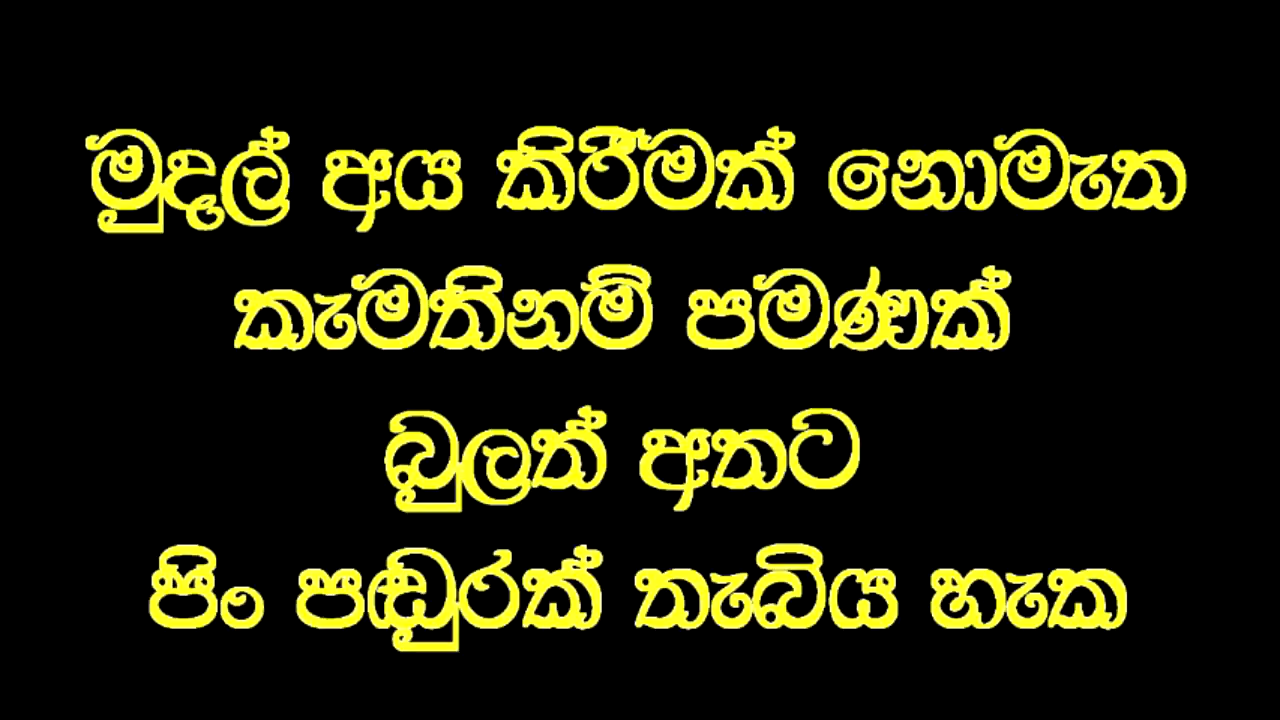 මුදල් අය කිරීමක් නොමැත
කැමතිනම් පමණක්
බුලත් අතට
පිං පඬුරක් තැබිය හැක